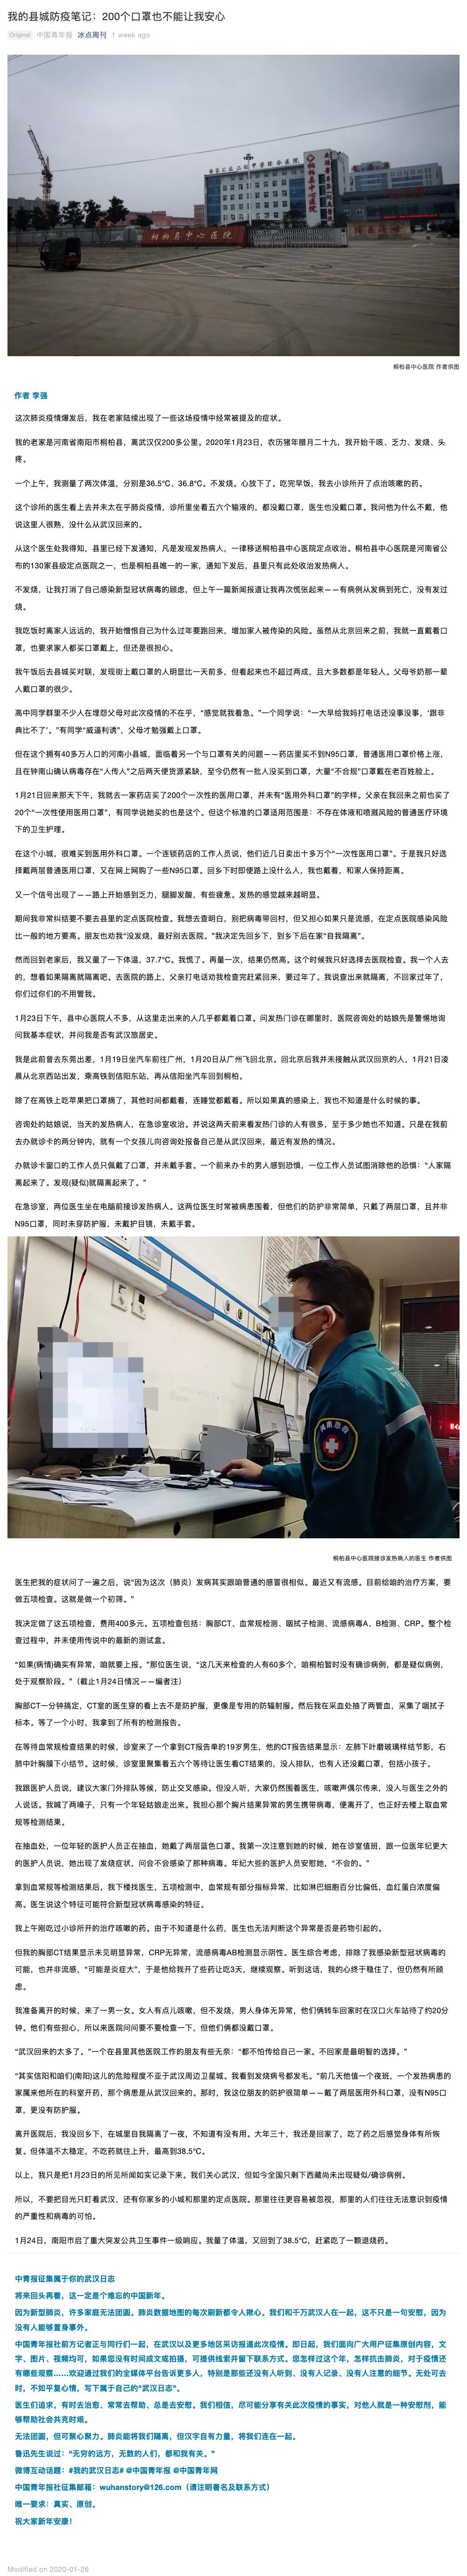 我的县城防疫笔记：200个口罩也不能让我安心
Original 中国青年报 冰点周刊 1 week ago
桐柏县中心医院
桐柏县中心医院 作者供图
作者 李强
这次肺炎疫情爆发后，我在老家陆续出现了一些这场疫情中经常被提及的症状。
我的老家是河南省南阳市桐柏县，离武汉仅200多公里。2020年1月23日，农历猪年腊月二十九，我开始干咳、乏力、发烧、头
疼。
一个上午，我测量了两次体温，分别是36.5℃、36.8℃。不发烧。心放下了。吃完早饭，我去小诊所开了点治咳嗽的药。
这个诊所的医生看上去并未太在乎肺炎疫情，诊所里坐着五六个输液的，都没戴口罩，医生也没戴口罩。我问他为什么不戴，他
说这里人很熟，没什么从武汉回来的。
从这个医生处我得知，县里已经下发通知，凡是发现发热病人，一律移送桐柏县中心医院定点收治。桐柏县中心医院是河南省公
布的130家县级定点医院之一，也是桐柏县唯一的一家，通知下发后，县里只有此处收治发热病人。
不发烧，让我打消了自己感染新型冠状病毒的顾虑，但上午一篇新闻报道让我再次慌张起来——有病例从发病到死亡，没有发过
烧。
我吃饭时离家人远远的，我开始憎恨自己为什么过年要跑回来，增加家人被传染的风险。虽然从北京回来之前，我就一直戴着口
罩，也要求家人都买口罩戴上，但还是很担心。
我午饭后去县城买对联，发现街上戴口罩的人明显比一天前多，但看起来也不超过两成，且大多数都是年轻人。父母爷奶那一辈
人戴口罩的很少。
高中同学群里不少人在埋怨父母对此次疫情的不在乎，“感觉就我着急。”一个同学说：“一大早给我妈打电话还没事没事，‘跟非
典比不了’。”有同学“威逼利诱”，父母才勉强戴上口罩。
但在这个拥有40多万人口的河南小县城，面临着另一个与口罩有关的问题——药店里买不到N95口罩，普通医用口罩价格上涨，
且在钟南山确认病毒存在“人传人”之后两天便货源紧缺，至今仍然有一批人没买到口罩，大量“不合规”口罩戴在老百姓脸上。
1月21日回来那天下午，我就去一家药店买了200个一次性的医用口罩，并未有“医用外科口罩”的字样。父亲在我回来之前也买了
20个“一次性使用医用口罩”，有同学说她买的也是这个。但这个标准的口罩适用范围是：不存在体液和喷溅风险的普通医疗环境
下的卫生护理。
在这个小城，很难买到医用外科口罩。一个连锁药店的工作人员说，他们近几日卖出十多万个“一次性医用口罩”。于是我只好选
择戴两层普通医用口罩，又在网上网购了一些N95口罩。回乡下时即便路上没什么人，我也戴着，和家人保持距离。
又一个信号出现了——路上开始感到乏力，腿脚发酸，有些疲惫。发热的感觉越来越明显。
期间我非常纠结要不要去县里的定点医院检查。我想去查明白，别把病毒带回村，但又担心如果只是流感，在定点医院感染风险
比一般的地方要高。朋友也劝我“没发烧，最好别去医院。”我决定先回乡下，到乡下后在家“自我隔离”。
然而回到老家后，我又量了一下体温，37.7℃。我慌了。再量一次，结果仍然高。这个时候我只好选择去医院检查。我一个人去
的，想着如果隔离就隔离吧。去医院的路上，父亲打电话劝我检查完赶紧回来，要过年了。我说查出来就隔离，不回家过年了，
你们过你们的不用管我。
1月23日下午，县中心医院人不多，从这里走出来的人几乎都戴着口罩。问发热门诊在哪里时，医院咨询处的姑娘先是警惕地询
问我基本症状，并问我是否有武汉旅居史。
我是此前曾去东莞出差，1月19日坐汽车前往广州，1月20日从广州飞回北京。回北京后我并未接触从武汉回京的人，1月21日凌
晨从北京西站出发，乘高铁到信阳东站，再从信阳坐汽车回到桐柏。
除了在高铁上吃苹果把口罩摘了，其他时间都戴着，连睡觉都戴着。所以如果真的感染上，我也不知道是什么时候的事。
咨询处的姑娘说，当天的发热病人，在急诊室收治。并说这两天前来看发热门诊的人有很多，至于多少她也不知道。只是在我前
去办就诊卡的两分钟内，就有一个女孩儿向咨询处报备自己是从武汉回来，最近有发热的情况。
办就诊卡窗口的工作人员只佩戴了口罩，并未戴手套。一个前来办卡的男人感到恐惧，一位工作人员试图消除他的恐惧：“人家隔
离起来了。发现(疑似)就隔离起来了。”
在急诊室，两位医生坐在电脑前接诊发热病人。这两位医生时常被病患围着，但他们的防护非常简单，只戴了两层口罩，且并非
N95口罩，同时未穿防护服，未戴护目镜，未戴手套。
桐柏县中心医院接诊发热病人的医生 作者供图
医生把我的症状问了一遍之后，说“因为这次（肺炎）发病其实跟咱普通的感冒很相似。最近又有流感。目前给咱的治疗方案，要
做五项检查。这就是做一个初筛。”
我决定做了这五项检查，费用400多元。五项检查包括：胸部CT、血常规检测、咽拭子检测、流感病毒A、B检测、CRP。整个检
查过程中，并未使用传说中的最新的测试盒。
“如果(病情)确实有异常，咱就要上报。”那位医生说，“这几天来检查的人有60多个，咱桐柏暂时没有确诊病例，都是疑似病例，
处于观察阶段。”（截止1月24日情况——编者注）
胸部CT一分钟搞定，CT室的医生穿的看上去不是防护服，更像是专用的防辐射服。然后我在采血处抽了两管血，采集了咽拭子
标本。等了一个小时，我拿到了所有的检测报告。
在等待血常规检查结果的时候，诊室来了一个拿到CT报告单的19岁男生，他的CT报告结果显示：左肺下叶磨玻璃样结节影，右
肺中叶胸膜下小结节。这时候，诊室里聚集着五六个等待让医生看CT结果的，没人排队，也有人还没戴口罩，包括小孩子。
我跟医护人员说，建议大家门外排队等候，防止交叉感染。但没人听，大家仍然围着医生，咳嗽声偶尔传来，没人与医生之外的
人说话。我喊了两嗓子，只有一个年轻姑娘走出来。我担心那个胸片结果异常的男生携带病毒，便离开了，也正好去楼上取血常
规等检测结果。
在抽血处，一位年轻的医护人员正在抽血，她戴了两层蓝色口罩。我第一次注意到她的时候，她在诊室值班，跟一位医年纪更大
的医护人员说，她出现了发烧症状，问会不会感染了那种病毒。年纪大些的医护人员安慰她，“不会的。”
拿到血常规等检测结果后，我下楼找医生，五项检测中，血常规有部分指标异常，比如淋巴细胞百分比偏低，血红蛋白浓度偏
高。医生说这个特征可能符合新型冠状病毒感染的特征。
我上午刚吃过小诊所开的治疗咳嗽的药。由于不知道是什么药，医生也无法判断这个异常是否是药物引起的。
但我的胸部CT结果显示未见明显异常，CRP无异常，流感病毒AB检测显示阴性。医生综合考虑，排除了我感染新型冠状病毒的
可能，也并非流感，“可能是炎症大”，于是他给我开了些药让吃3天，继续观察。听到这话，我的心终于稳住了，但仍然有所顾
虑。
我准备离开的时候，来了一男一女。女人有点儿咳嗽，但不发烧，男人身体无异常，他们俩转车回家时在汉口火车站待了约20分
钟。他们有些担心，所以来医院问问要不要检查一下，但他们俩都没戴口罩。
“武汉回来的太多了。”一个在县里其他医院工作的朋友有些无奈：“都不怕传给自己一家。不回家是最明智的选择。”
“其实信阳和咱们(南阳)这儿的危险程度不亚于武汉周边卫星城。我看到发烧病号都发毛。”前几天他值一个夜班，一个发热病患的
家属来他所在的科室开药，那个病患是从武汉回来的。那时，我这位朋友的防护很简单——戴了两层医用外科口罩，没有N95口
罩，更没有防护服。
离开医院后，我没回乡下，在城里自我隔离了一夜，不知道有没有用。大年三十，我还是回家了，吃了药之后感觉身体有所恢
复。但体温不太稳定，不吃药就往上升，最高到38.5℃。
以上，我只是把1月23日的所见所闻如实记录下来。我们关心武汉，但如今全国只剩下西藏尚未出现疑似/确诊病例。
所以，不要把目光只盯着武汉，还有你家乡的小城和那里的定点医院。那里往往更容易被忽视，那里的人们往往无法意识到疫情
的严重性和病毒的可怕。
1月24日，南阳市启了重大突发公共卫生事件一级响应。我量了体温，又回到了38.5℃，赶紧吃了一颗退烧药。
中青报征集属于你的武汉日志
将来回头再看，这一定是个难忘的中国新年。
因为新型肺炎，许多家庭无法团圆。肺炎数据地图的每次刷新都令人揪心。我们和千万武汉人在一起，这不只是一句安慰，因为
没有人能够置身事外。
中国青年报社前方记者正与同行们一起，在武汉以及更多地区采访报道此次疫情。即日起，我们面向广大用户征集原创内容，文
字、图片、视频均可，如果您没有时间成文或拍摄，可提供线索并留下联系方式。您怎样过这个年，怎样抗击肺炎，对于疫情还
有哪些观察……欢迎通过我们的全媒体平台告诉更多人，特别是那些还没有人听到、没有人记录、没有人注意的细节。无处可去
时，不如平复心情，写下属于自己的“武汉日志”。
医生们追求，有时去治愈、常常去帮助、总是去安慰。我们相信，尽可能分享有关此次疫情的事实，对他人就是一种安慰剂，能
够帮助社会共克时艰。
无法团圆，但可聚心聚力。肺炎能将我们隔离，但汉字自有力量，将我们连在一起。
鲁迅先生说过：“无穷的远方，无数的人们，都和我有关。”
微博互动话题：#我的武汉日志# @中国青年报 @中国青年网
中国青年报社征集邮箱：wuhanstory@126.com（请注明署名及联系方式）
唯一要求：真实、原创。
祝大家新年安康！
Modified on 2020-01-26